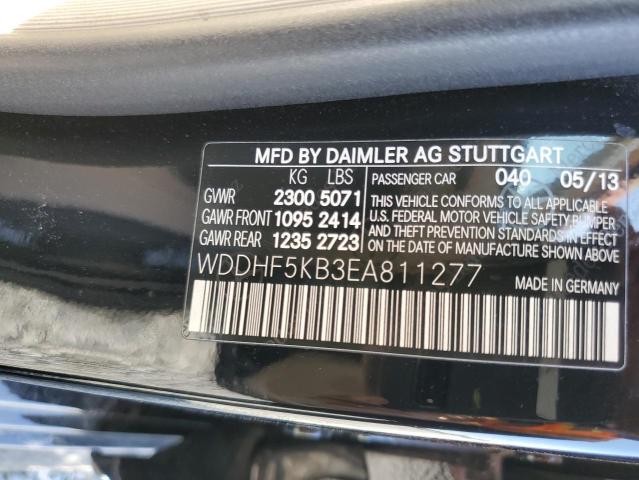 MFD BY DAIMLER AG STUTTGART
KG LBS
GVWR 2300 5071
GAWR FRONT 1095 2414
GAWR REAR 1235 2723
PASSENGER CAR 040 05/13
THIS VEHICLE CONFORMS TO ALL APPLICABLE
U.S. FEDERAL MOTOR VEHICLE SAFETY BUMPER
AND THEFT PREVENTION STANDARDS IN EFFECT
ON THE DATE OF MANUFACTURE SHOWN ABOVE
WDDHF5KB3EA811277
MADE IN GERMANY